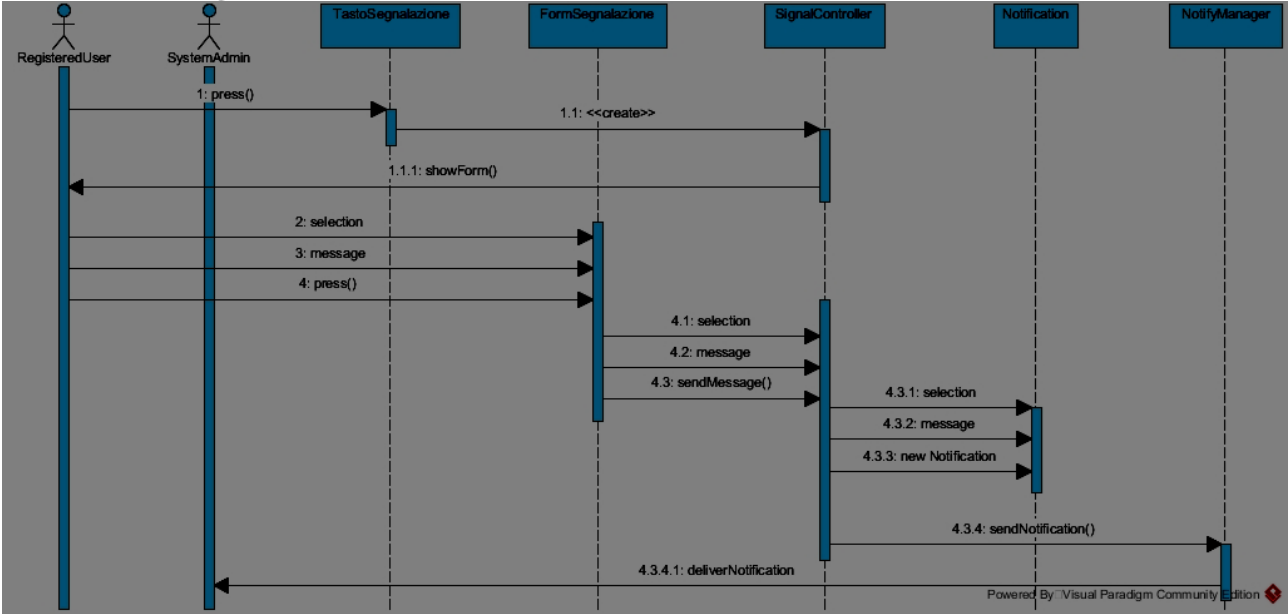 TastoSegnalazione
FormSegnalazione
SignalController
Notification
NotifyManager
RegisteredUser
SystemAdmin
1: press()
1.1: <<create>>
1.1.1: showForm()
2: selection
3: message
4: press()
4.1: selection
4.2: message
4.3: sendMessage()
4.3.1: selection
4.3.2: message
4.3.3: new Notification
4.3.4: sendNotification()
4.3.4.1: deliverNotification
Powered By Visual Paradigm Community Edition